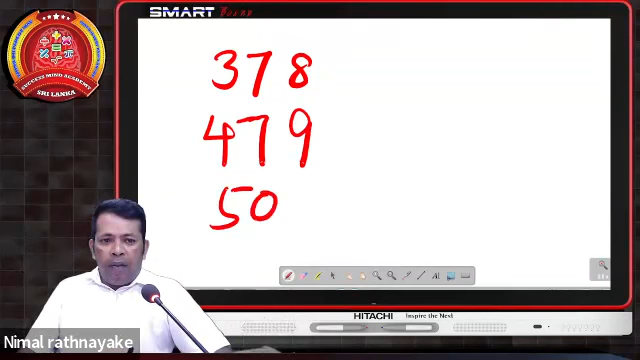 SMART
378
479
50
SUCCESS MIND ACADEMY
SRI LANKA
HITACHI Inspire the Next
Nimal rathnayake